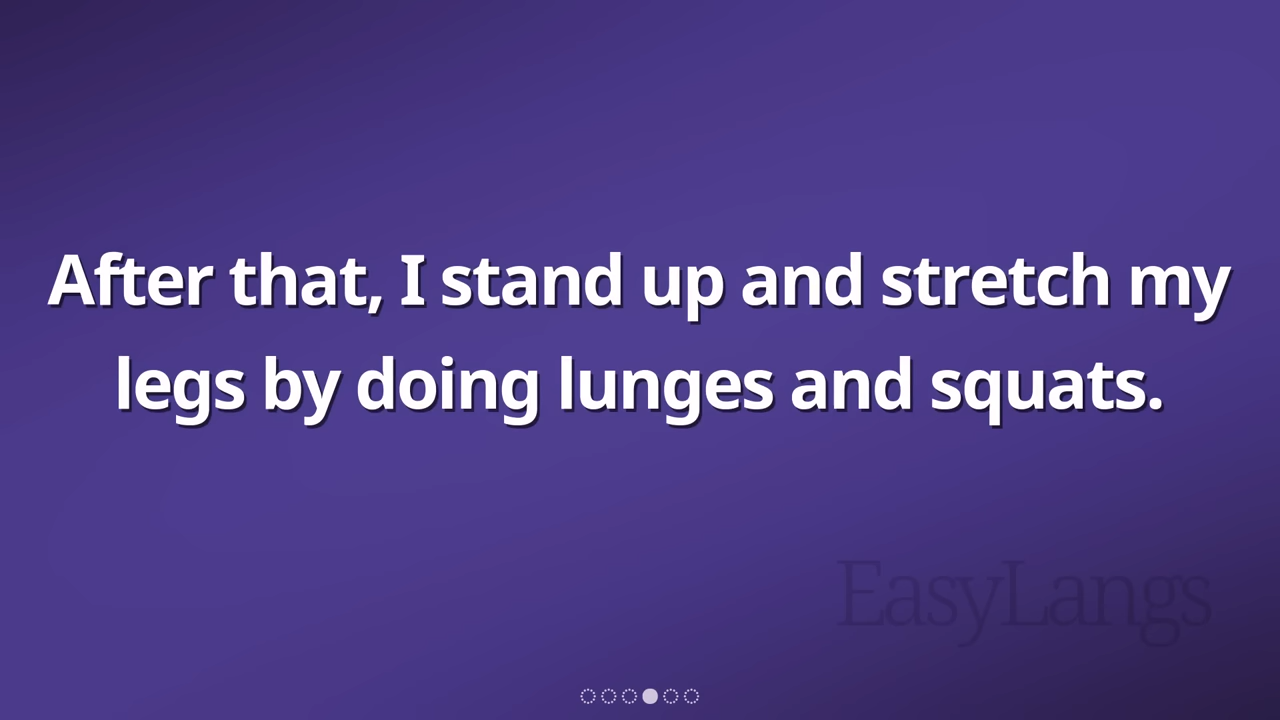 After that, I stand up and stretch my
legs by doing lunges and squats.
EasyLangs